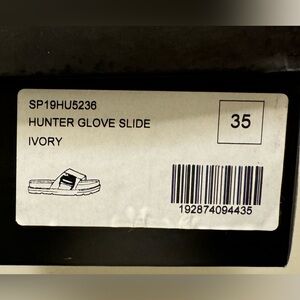 SP19HU5236
HUNTER GLOVE SLIDE
IVORY
35
192874094435